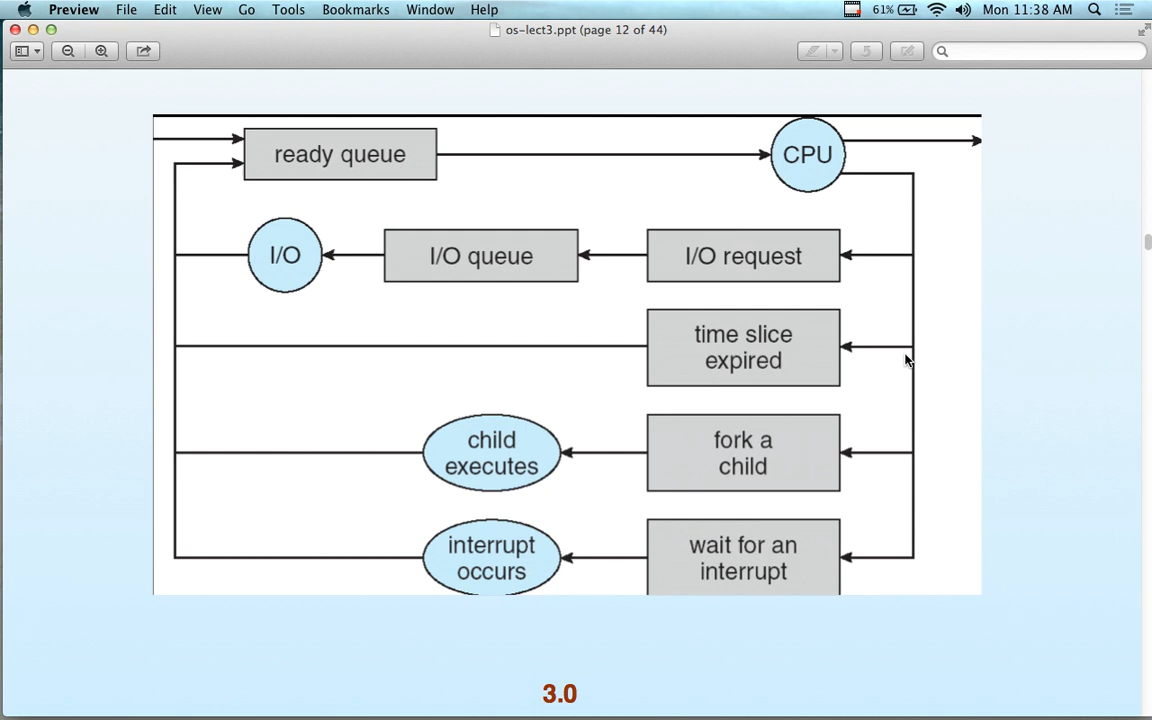 Preview File Edit View Go Tools Bookmarks Window Help 61% Mon 11:38 AM
os-lect3.ppt (page 12 of 44)
ready queue
CPU
I/O
I/O queue
I/O request
time slice
expired
child
executes
fork a
child
interrupt
occurs
wait for an
interrupt
3.0